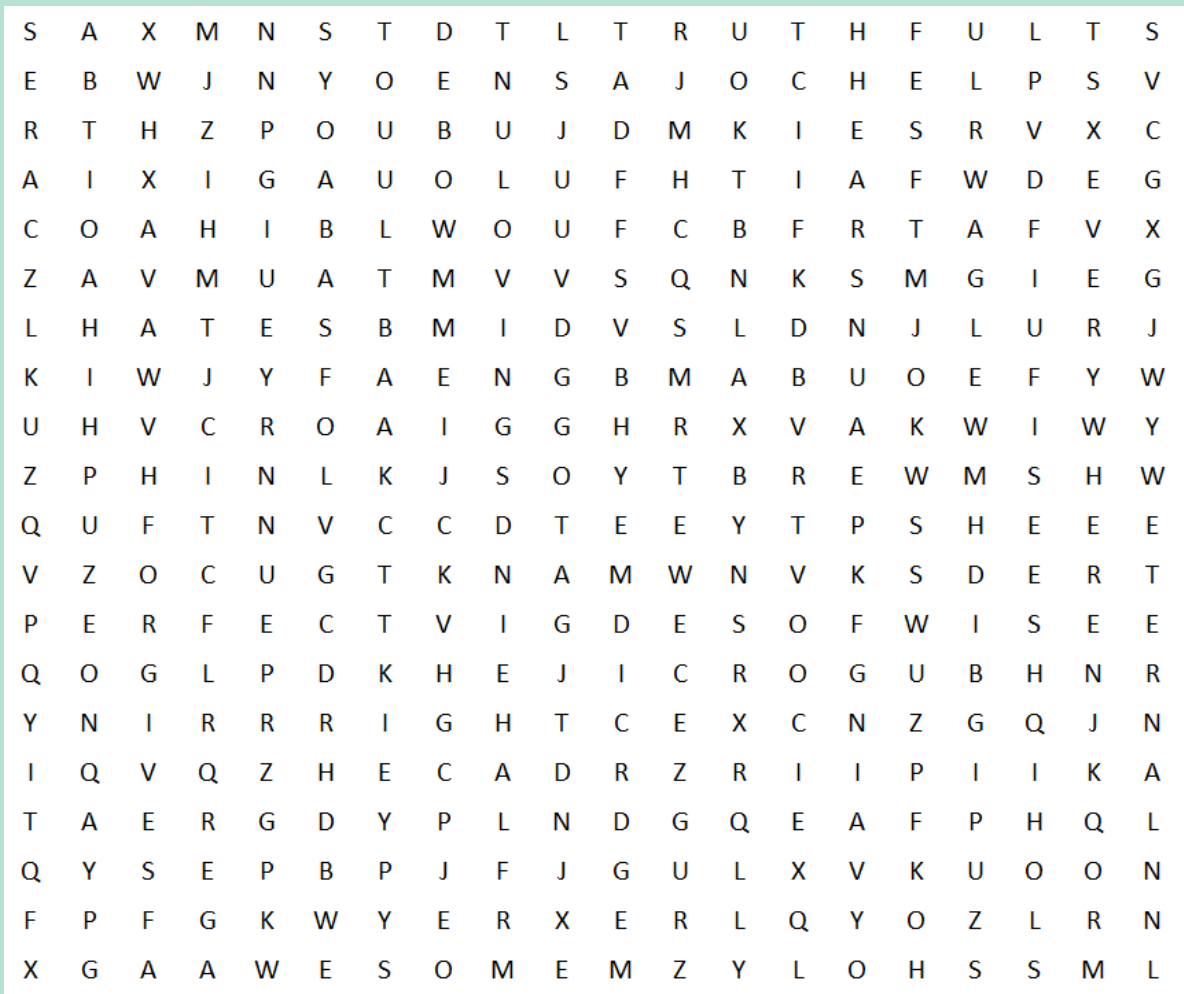 S A X M N S T D T L T R U T H F U L T S
E B W J N Y O E N S A J O C H E L P S V
R T H Z P O U B U J D M K I E S R V X C
A I X I G A U O L U F H T I A F W D E G
C O A H I B L W O U F C B F R T A F V X
Z A V M U A T M V V S Q N K S M G I E G
L H A T E S B M I D V S L D N J L U R J
K I W J Y F A E N G B M A B U O E F Y W
U H V C R O A I G G H R X V A K W I W Y
Z P H I N L K J S O Y T B R E W M S H W
Q U F T N V C C D T E E Y T P S H E E E
V Z O C U G T K N A M W N V K S D E R T
P E R F E C T V I G D E S O F W I S E E
Q O G L P D K H E J I C R O G U B H N R
Y N I R R R I G H T C E X C N Z G Q J N
I Q V Q Z H E C A D R Z R I I P I I K A
T A E R G D Y P L N D G Q E A F P H Q L
Q Y S E P B P J F J G U L X V K U O O N
F P F G K W Y E R X E R L Q Y O Z L R N
X G A A W E S O M E M Z Y L O H S S M L